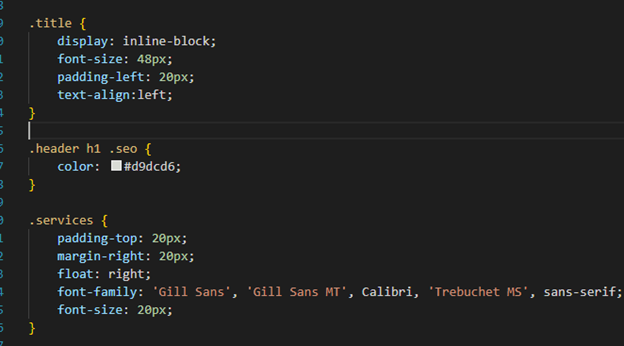 .title {
display: inline-block;
font-size: 48px;
padding-left: 20px;
text-align:left;
}
.header h1 .seo {
color: #d9dcd6;
}
.services {
padding-top: 20px;
margin-right: 20px;
float: right;
font-family: 'Gill Sans', 'Gill Sans MT', Calibri, 'Trebuchet MS', sans-serif;
font-size: 20px;
}